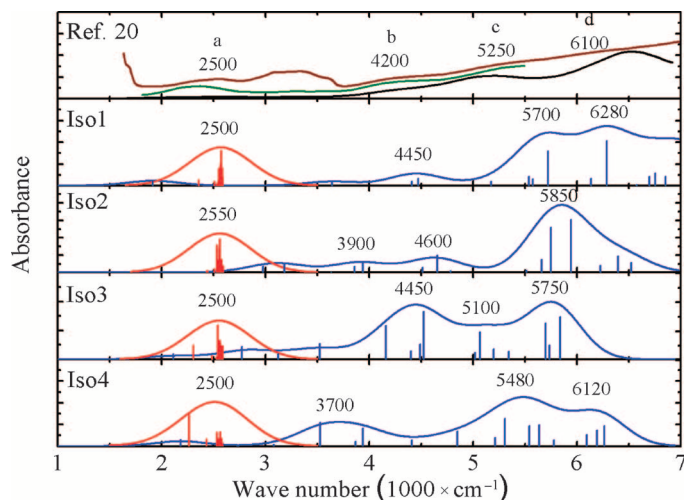 Ref. 20
a b c d
2500 4200 5250 6100
Iso1
2500 4450 5700 6280
Iso2
2550 3900 4600 5850
Iso3
2500 4450 5100 5750
Iso4
2500 3700 5480 6120
Absorbance
1 2 3 4 5 6 7
Wave number (1000 × cm⁻¹)